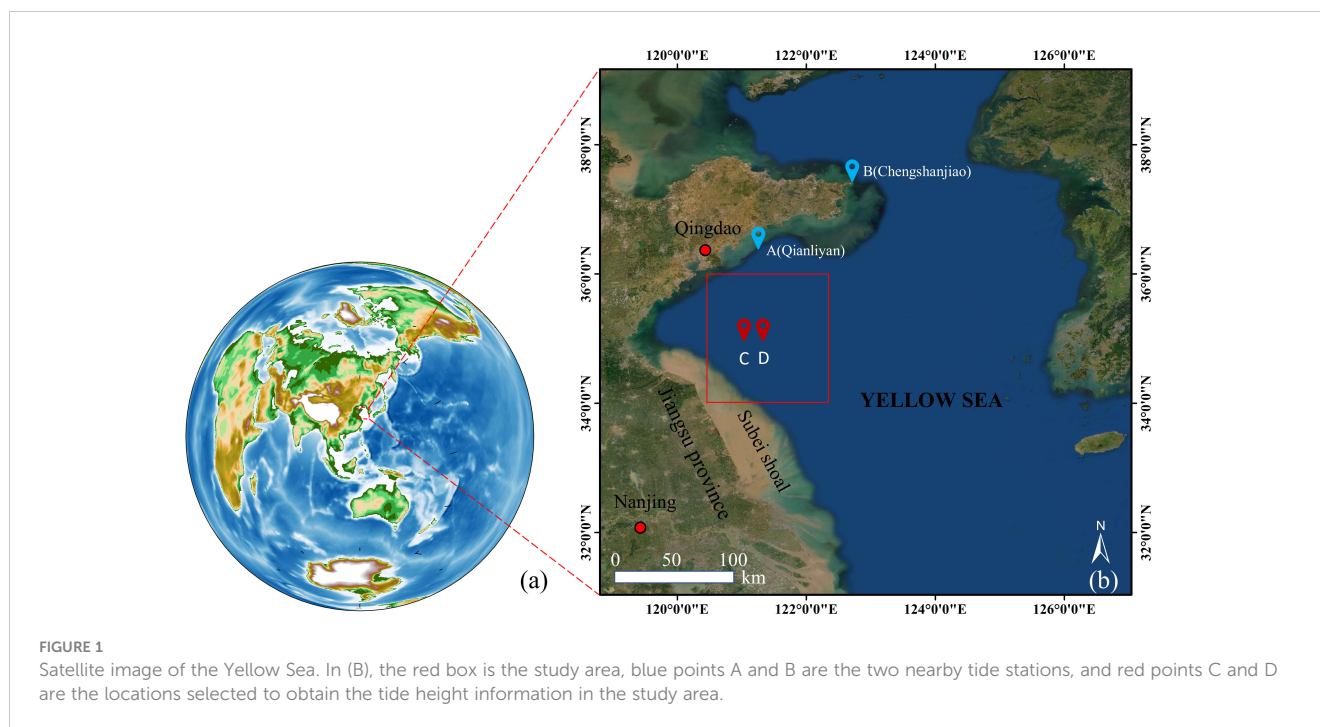 120°0'0"E 122°0'0"E 124°0'0"E 126°0'0"E
38°0'0"N 38°0'0"N
B(Chengshanjiao)
Qingdao
A(Qianliyan)
36°0'0"N 36°0'0"N
C D
YELLOW SEA
34°0'0"N 34°0'0"N
Jiangsu province
Subei shoal
Nanjing
32°0'0"N 32°0'0"N
N
0 50 100
km
(a) (b)
120°0'0"E 122°0'0"E 124°0'0"E 126°0'0"E
FIGURE 1
Satellite image of the Yellow Sea. In (B), the red box is the study area, blue points A and B are the two nearby tide stations, and red points C and D
are the locations selected to obtain the tide height information in the study area.